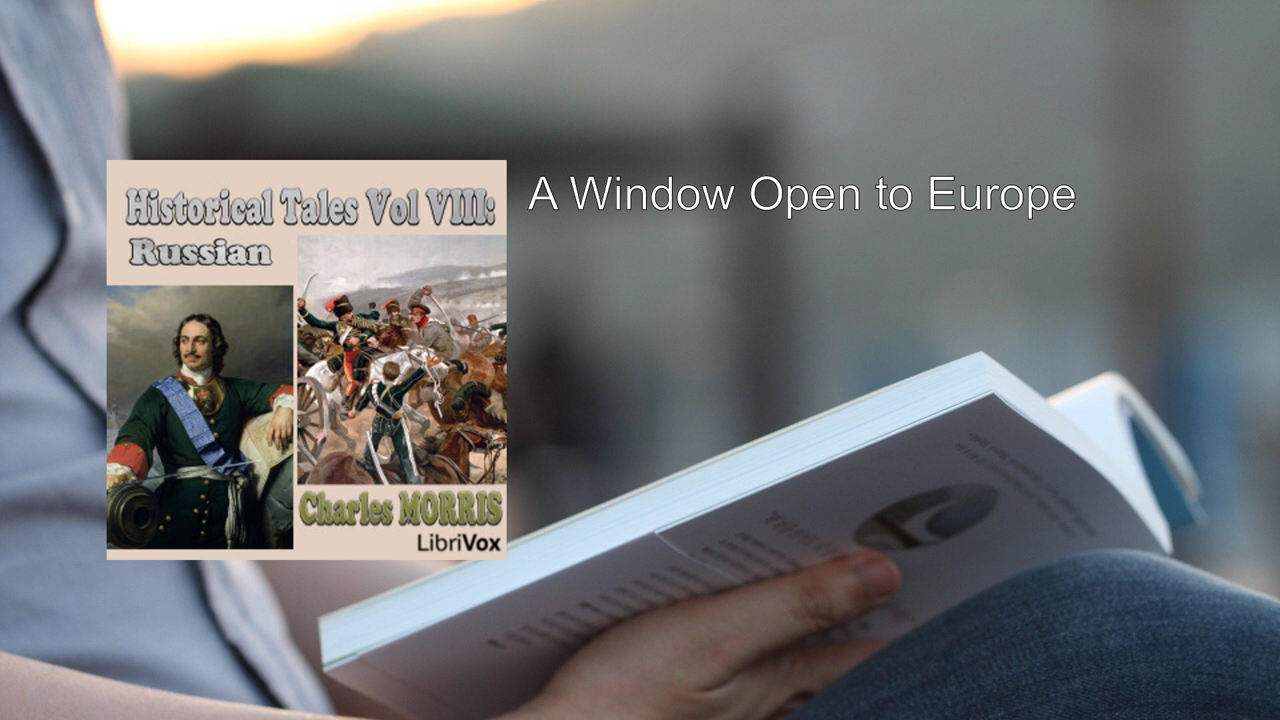 Historical Tales Vol VIII:
Russian
Charles MORRIS
LibriVox
A Window Open to Europe